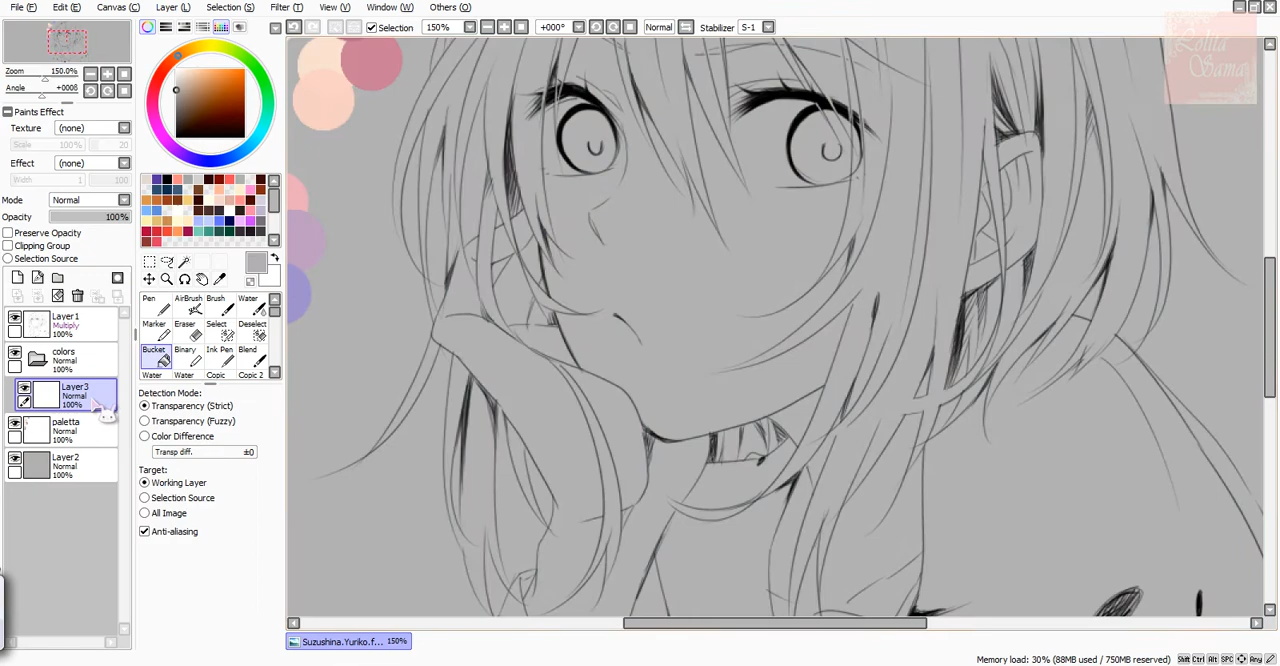 File (F) Edit (E) Canvas (C) Layer (L) Selection (S) Filter (T) View (V) Window (W) Others (O)
Selection 150% +000° Normal Stabilizer S-1
Lolita
Sama
Zoom 150.0%
Angle +000°
Paints Effect
Texture (none)
Scale 100% 20
Effect (none)
Width 1 100
Mode Normal
Opacity 100%
Preserve Opacity
Clipping Group
Selection Source
Layer1
Multiply
100%
colors
Normal
100%
Layer3
Normal
100%
paletta
Normal
100%
Layer2
Normal
100%
Pen AirBrush Brush Water
Marker Eraser Select Deselect
Bucket Binary Ink Pen Blend
Water Water Copic Copic 2
Detection Mode:
Transparency (Strict)
Transparency (Fuzzy)
Color Difference
Transp diff. ±0
Target:
Working Layer
Selection Source
All Image
Anti-aliasing
Suzushina.Yuriko.f... 150%
Memory load: 30% (88MB used / 750MB reserved) Shft Ctrl Alt SPC Any